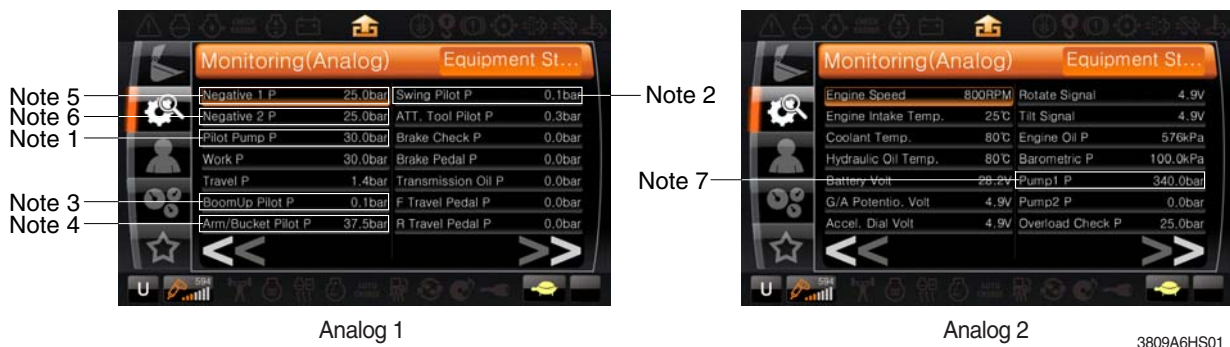 Monitoring(Analog) Equipment St...
Negative 1 P 25.0bar Swing Pilot P 0.1bar
Negative 2 P 25.0bar ATT. Tool Pilot P 0.3bar
Pilot Pump P 30.0bar Brake Check P 0.0bar
Work P 30.0bar Brake Pedal P 0.0bar
Travel P 1.4bar Transmission Oil P 0.0bar
BoomUp Pilot P 0.1bar F Travel Pedal P 0.0bar
Arm/Bucket Pilot P 37.5bar R Travel Pedal P 0.0bar
<< >>
U 594
Note 5
Note 6
Note 1
Note 3
Note 4
Note 2
Analog 1
Monitoring(Analog) Equipment St...
Engine Speed 800RPM Rotate Signal 4.9V
Engine Intake Temp. 25℃ Tilt Signal 4.9V
Coolant Temp. 80℃ Engine Oil P 576kPa
Hydraulic Oil Temp. 80℃ Barometric P 100.0kPa
Battery Volt 28.2V Pump1 P 340.0bar
G/A Potentio. Volt 4.9V Pump2 P 0.0bar
Accel. Dial Volt 4.9V Overload Check P 25.0bar
<< >>
U 594
Note 7
Analog 2
3809A6HS01